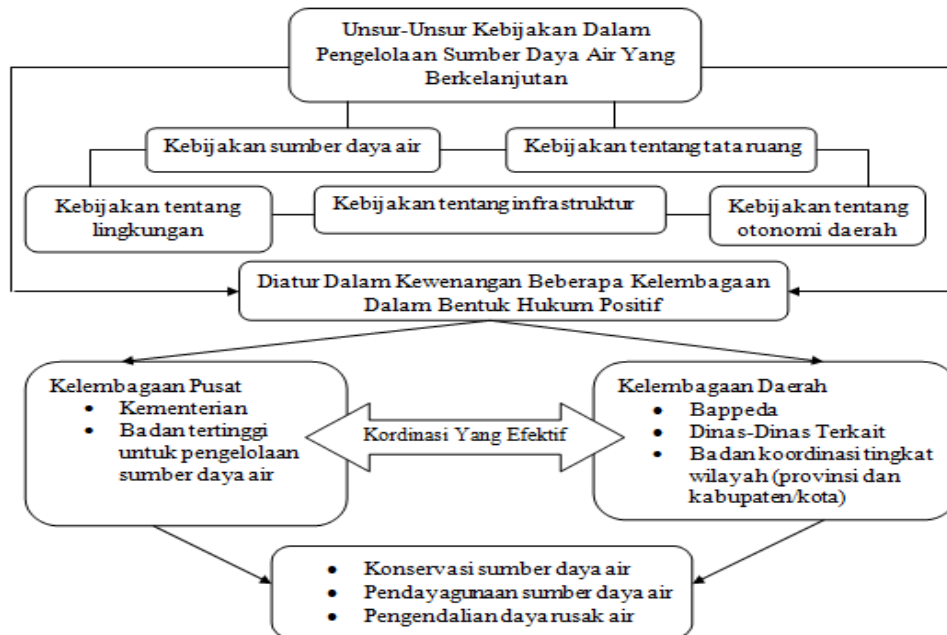 Unsur-Unsur Kebijakan Dalam
Pengelolaan Sumber Daya Air Yang
Berkelanjutan
Kebijakan sumber daya air
Kebijakan tentang tata ruang
Kebijakan tentang
lingkungan
Kebijakan tentang infrastruktur
Kebijakan tentang
otonomi daerah
Diatur Dalam Kewenangan Beberapa Kelembagaan
Dalam Bentuk Hukum Positif
Kelembagaan Pusat
• Kementerian
• Badan tertinggi
untuk pengelolaan
sumber daya air
Kordinasi Yang Efektif
Kelembagaan Daerah
• Bappeda
• Dinas-Dinas Terkait
• Badan koordinasi tingkat
wilayah (provinsi dan
kabupaten/kota)
• Konservasi sumber daya air
• Pendayagunaan sumber daya air
• Pengendalian daya rusak air